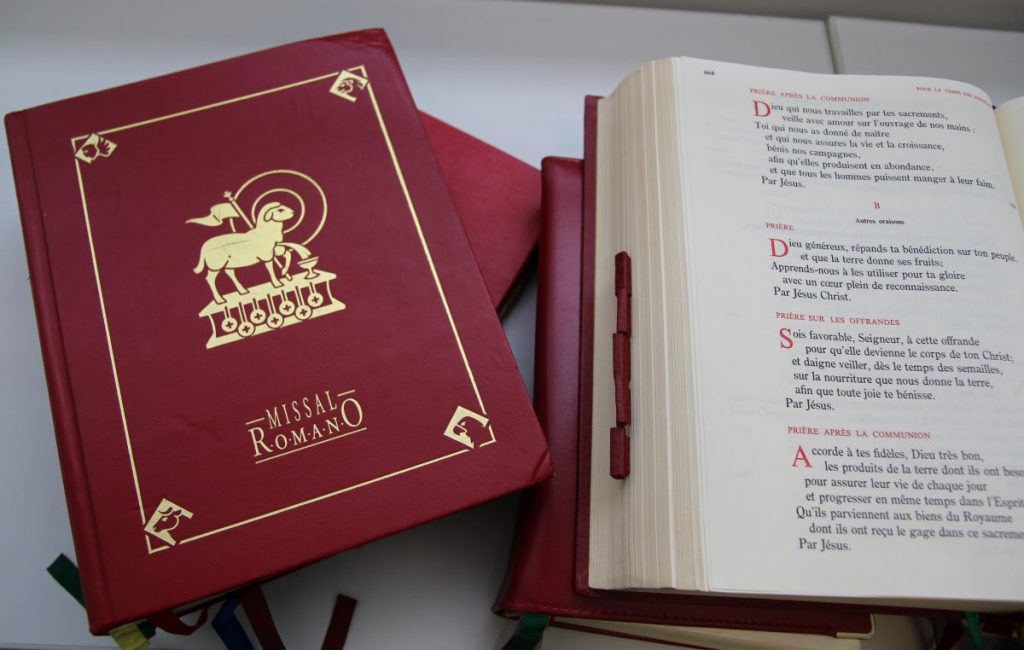 MISSAL
R·O·M·A·N·O
664
POUR LE TEMPS DES
PRIÈRE APRÈS LA COMMUNION
Dieu qui nous travailles par tes sacrements,
veille avec amour sur l'ouvrage de nos mains :
Toi qui nous as donné de naître
et qui nous assures la vie et la croissance,
bénis nos campagnes,
afin qu'elles produisent en abondance,
et que tous les hommes puissent manger à leur faim.
Par Jésus.
B
Autres oraisons
PRIÈRE
Dieu généreux, répands ta bénédiction sur ton peuple,
et que la terre donne ses fruits;
Apprends-nous à les utiliser pour ta gloire
avec un cœur plein de reconnaissance.
Par Jésus Christ.
PRIÈRE SUR LES OFFRANDES
Sois favorable, Seigneur, à cette offrande
pour qu'elle devienne le corps de ton Christ;
et daigne veiller, dès le temps des semailles,
sur la nourriture que nous donne la terre,
afin que toute joie te bénisse.
Par Jésus.
PRIÈRE APRÈS LA COMMUNION
Accorde à tes fidèles, Dieu très bon,
les produits de la terre dont ils ont beso
pour assurer leur vie de chaque jour
et progresser en même temps dans l'Esprit
Qu'ils parviennent aux biens du Royaume
dont ils ont reçu le gage dans ce sacreme
Par Jésus.